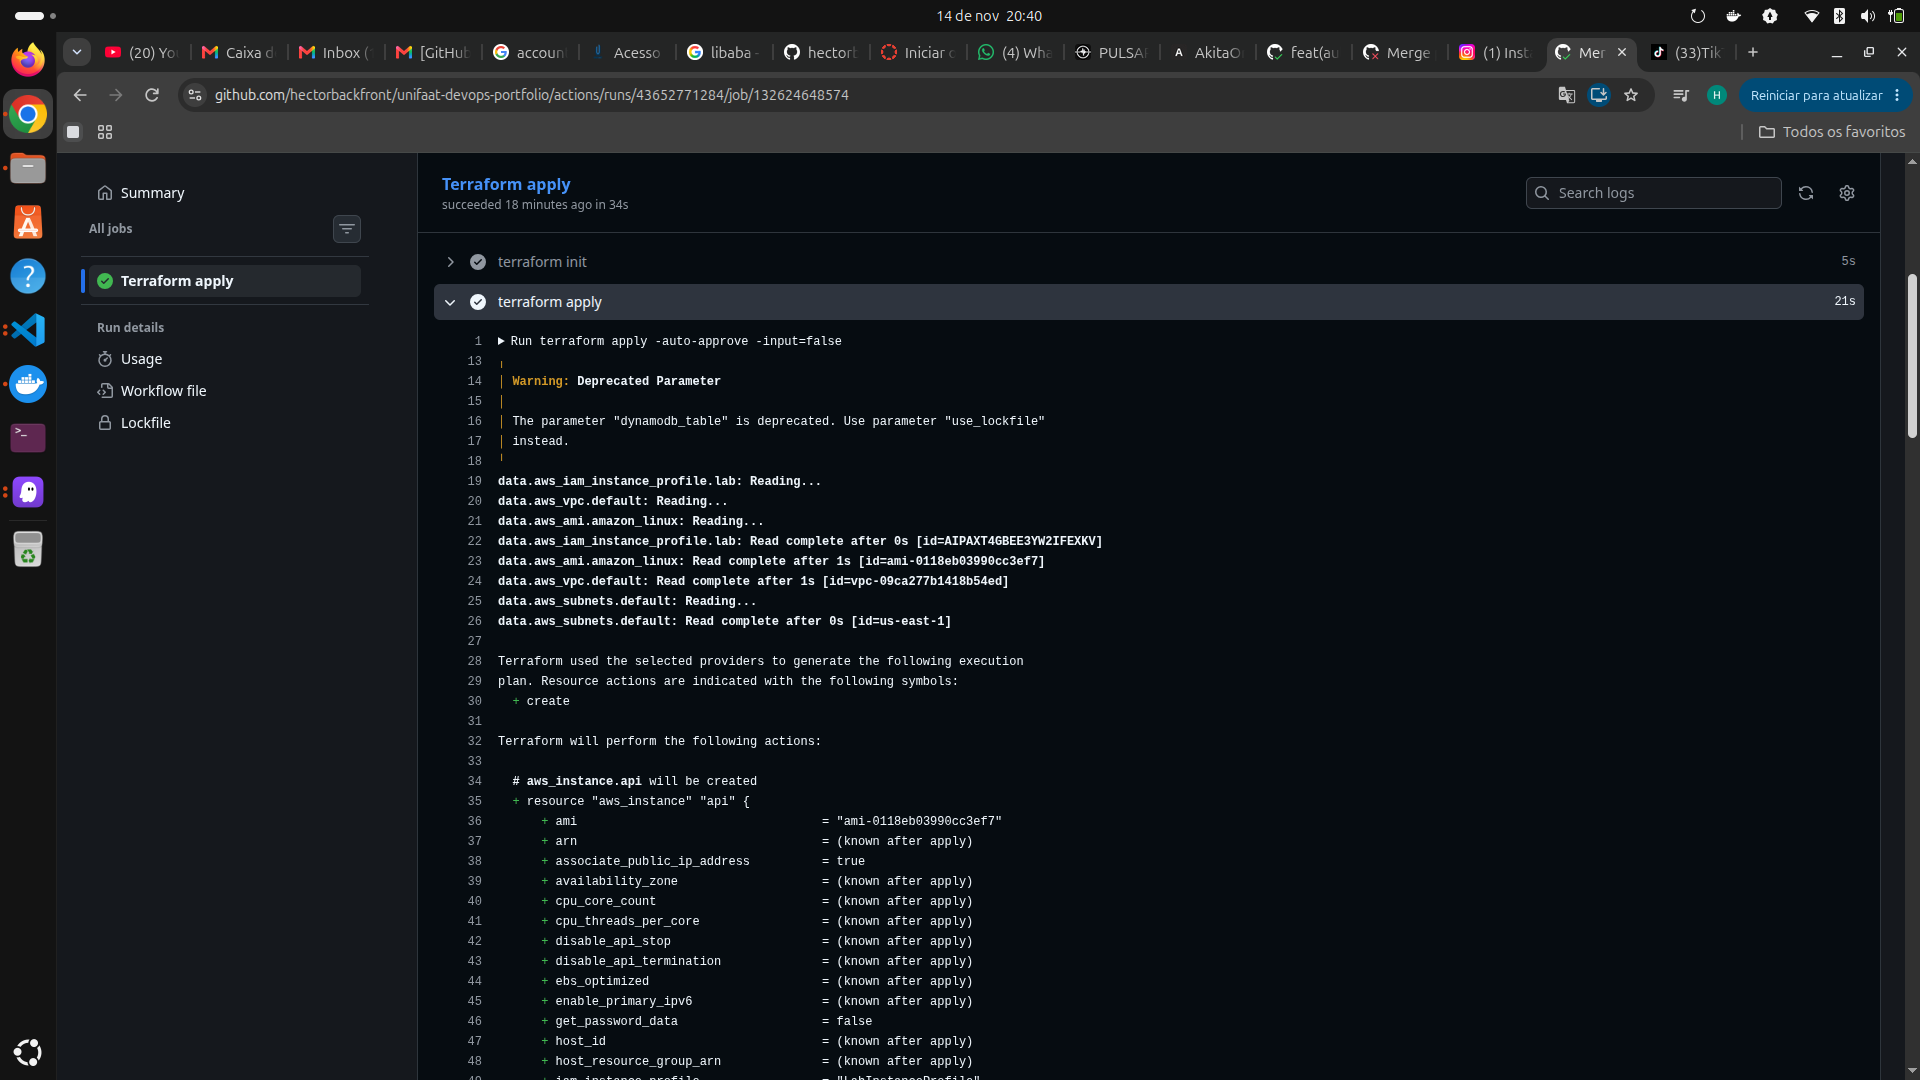 14 de nov 20:40
(20) Yo
Caixa d
Inbox (
[GitHub
accoun
Acesso
libaba -
hectorb
Iniciar
(4) Wha
PULSAR
AkitaO
feat(au
Merge
(1) Inst
Mer
(33)Tik
github.com/hectorbackfront/unifaat-devops-portfolio/actions/runs/43652771284/job/132624648574
H
Reiniciar para atualizar
Todos os favoritos
Summary
All jobs
Terraform apply
Run details
Usage
Workflow file
Lockfile
Terraform apply
succeeded 18 minutes ago in 34s
Search logs
terraform init 5s
terraform apply 21s
1 Run terraform apply -auto-approve -input=false
13
14 Warning: Deprecated Parameter
15
16 The parameter "dynamodb_table" is deprecated. Use parameter "use_lockfile"
17 instead.
18
19 data.aws_iam_instance_profile.lab: Reading...
20 data.aws_vpc.default: Reading...
21 data.aws_ami.amazon_linux: Reading...
22 data.aws_iam_instance_profile.lab: Read complete after 0s [id=AIPAXT4GBEE3YW2IFEXKV]
23 data.aws_ami.amazon_linux: Read complete after 1s [id=ami-0118eb03990cc3ef7]
24 data.aws_vpc.default: Read complete after 1s [id=vpc-09ca277b1418b54ed]
25 data.aws_subnets.default: Reading...
26 data.aws_subnets.default: Read complete after 0s [id=us-east-1]
27
28 Terraform used the selected providers to generate the following execution
29 plan. Resource actions are indicated with the following symbols:
30 + create
31
32 Terraform will perform the following actions:
33
34 # aws_instance.api will be created
35 + resource "aws_instance" "api" {
36 + ami = "ami-0118eb03990cc3ef7"
37 + arn = (known after apply)
38 + associate_public_ip_address = true
39 + availability_zone = (known after apply)
40 + cpu_core_count = (known after apply)
41 + cpu_threads_per_core = (known after apply)
42 + disable_api_stop = (known after apply)
43 + disable_api_termination = (known after apply)
44 + ebs_optimized = (known after apply)
45 + enable_primary_ipv6 = (known after apply)
46 + get_password_data = false
47 + host_id = (known after apply)
48 + host_resource_group_arn = (known after apply)
49 + iam_instance_profile = "LabInstanceProfile"